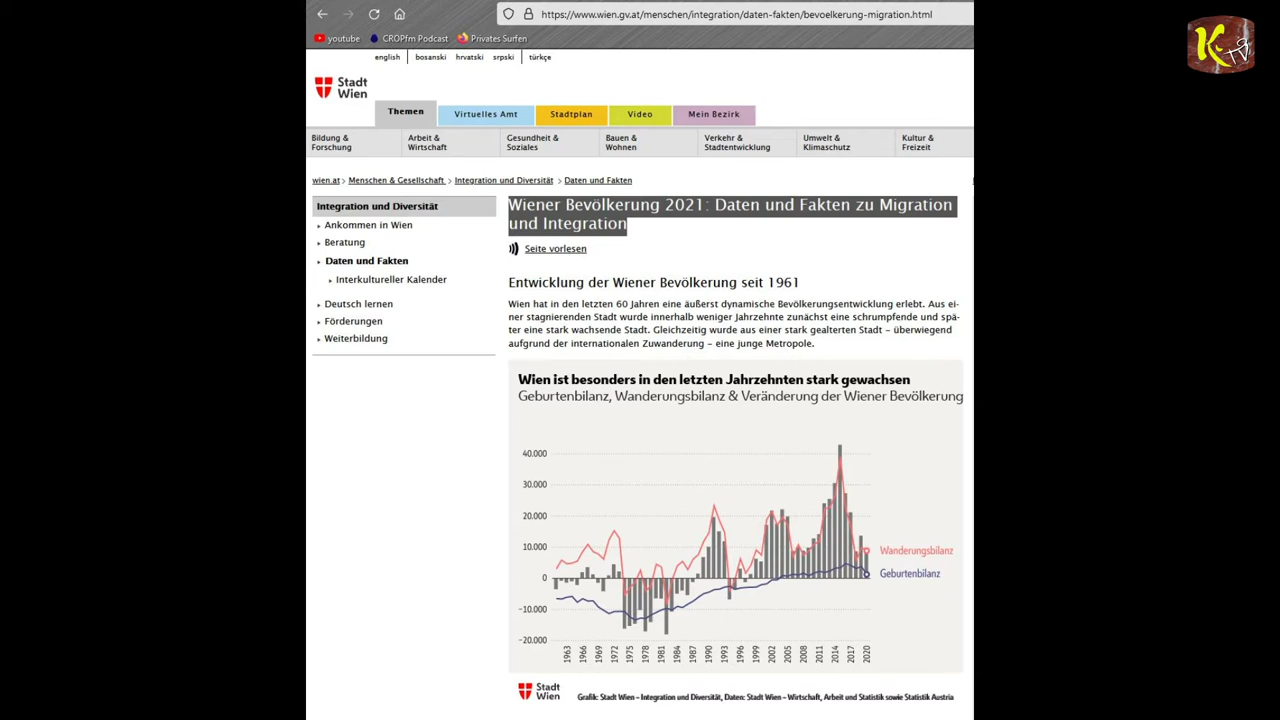 https://www.wien.gv.at/menschen/integration/daten-fakten/bevoelkerung-migration.html
youtube CROPfm Podcast Privates Surfen
K TV
english bosanski hrvatski srpski türkçe
Stadt
Wien
Themen Virtuelles Amt Stadtplan Video Mein Bezirk
Bildung & Forschung
Arbeit & Wirtschaft
Gesundheit & Soziales
Bauen & Wohnen
Verkehr & Stadtentwicklung
Umwelt & Klimaschutz
Kultur & Freizeit
wien.at > Menschen & Gesellschaft > Integration und Diversität > Daten und Fakten
Integration und Diversität
Ankommen in Wien
Beratung
Daten und Fakten
Interkultureller Kalender
Deutsch lernen
Förderungen
Weiterbildung
Wiener Bevölkerung 2021: Daten und Fakten zu Migration
und Integration
Seite vorlesen
Entwicklung der Wiener Bevölkerung seit 1961
Wien hat in den letzten 60 Jahren eine äußerst dynamische Bevölkerungsentwicklung erlebt. Aus ei-
ner stagnierenden Stadt wurde innerhalb weniger Jahrzehnte zunächst eine schrumpfende und spä-
ter eine stark wachsende Stadt. Gleichzeitig wurde aus einer stark gealterten Stadt – überwiegend
aufgrund der internationalen Zuwanderung – eine junge Metropole.
Wien ist besonders in den letzten Jahrzehnten stark gewachsen
Geburtenbilanz, Wanderungsbilanz & Veränderung der Wiener Bevölkerung
40.000
30.000
20.000
10.000
0
-10.000
-20.000
Wanderungsbilanz
Geburtenbilanz
1963 1966 1969 1972 1975 1978 1981 1984 1987 1990 1993 1996 1999 2002 2005 2008 2011 2014 2017 2020
Stadt
Wien
Grafik: Stadt Wien – Integration und Diversität, Daten: Stadt Wien – Wirtschaft, Arbeit und Statistik sowie Statistik Austria